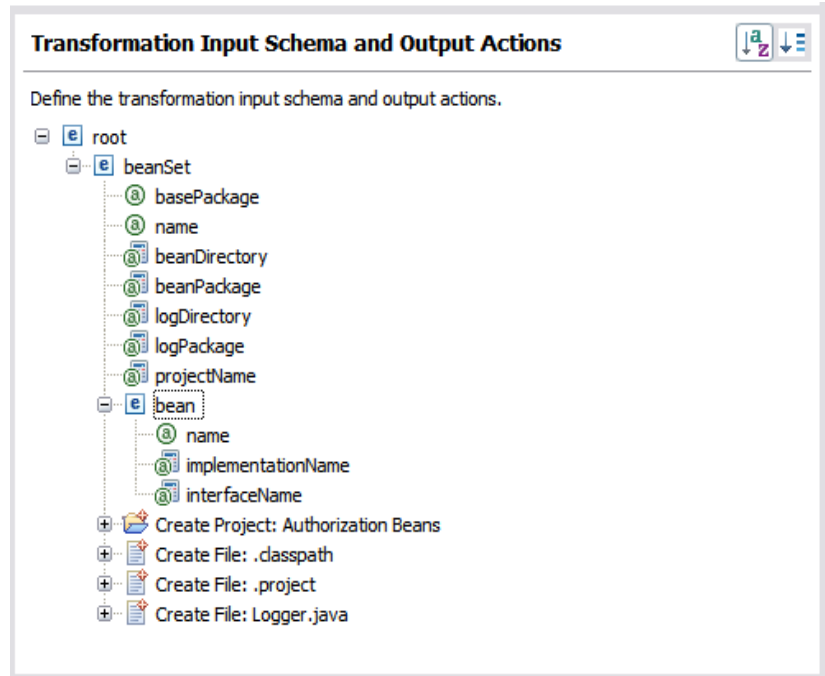 Transformation Input Schema and Output Actions
Define the transformation input schema and output actions.
root
beanSet
basePackage
name
beanDirectory
beanPackage
logDirectory
logPackage
projectName
bean
name
implementationName
interfaceName
Create Project: Authorization Beans
Create File: .classpath
Create File: .project
Create File: Logger.java